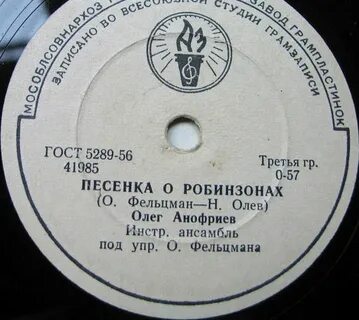 МОСОБЛСОВНАРХОЗ
ЗАВОД ГРАМПЛАСТИНОК
ЗАПИСАНО ВО ВСЕСОЮЗНОЙ СТУДИИ ГРАМЗАПИСИ
АЗ
ГОСТ 5289-56
41985
Третья гр.
0-57
ПЕСЕНКА О РОБИНЗОНАХ
(О. Фельцман—Н. Олев)
Олег Анофриев
Инстр. ансамбль
под упр. О. Фельцмана